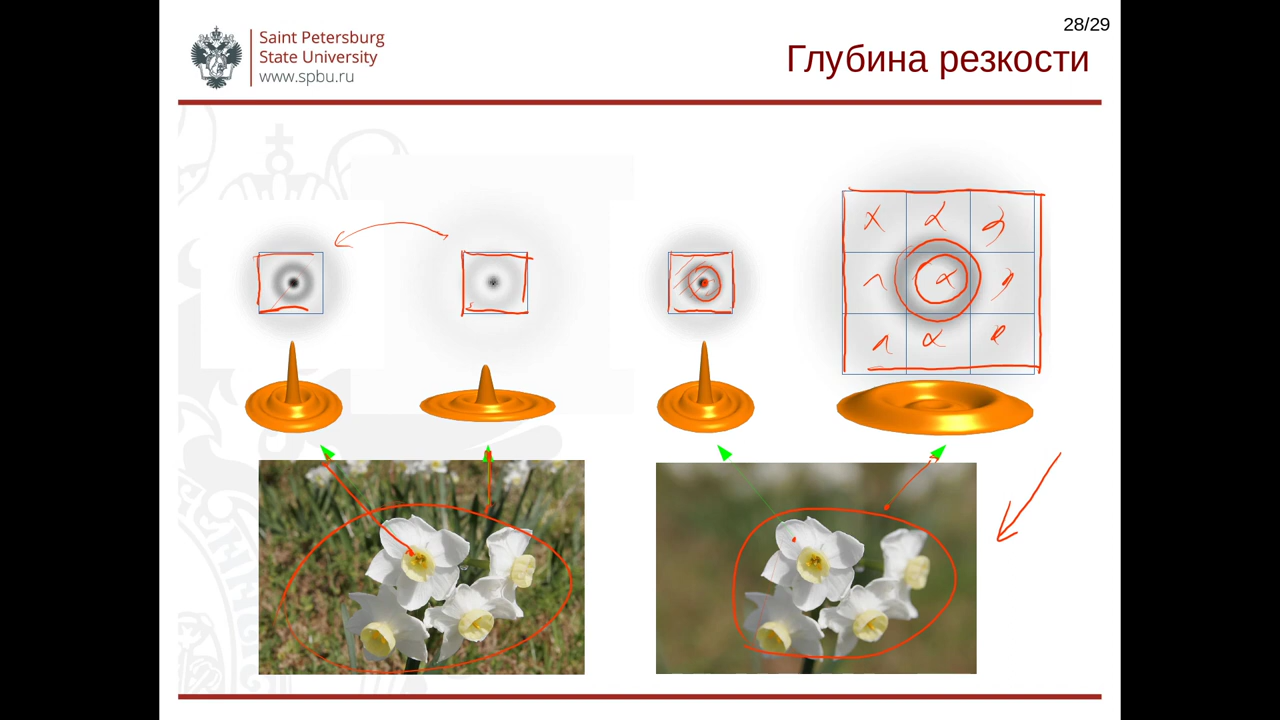 28/29
Saint Petersburg
State University
www.spbu.ru
Глубина резкости